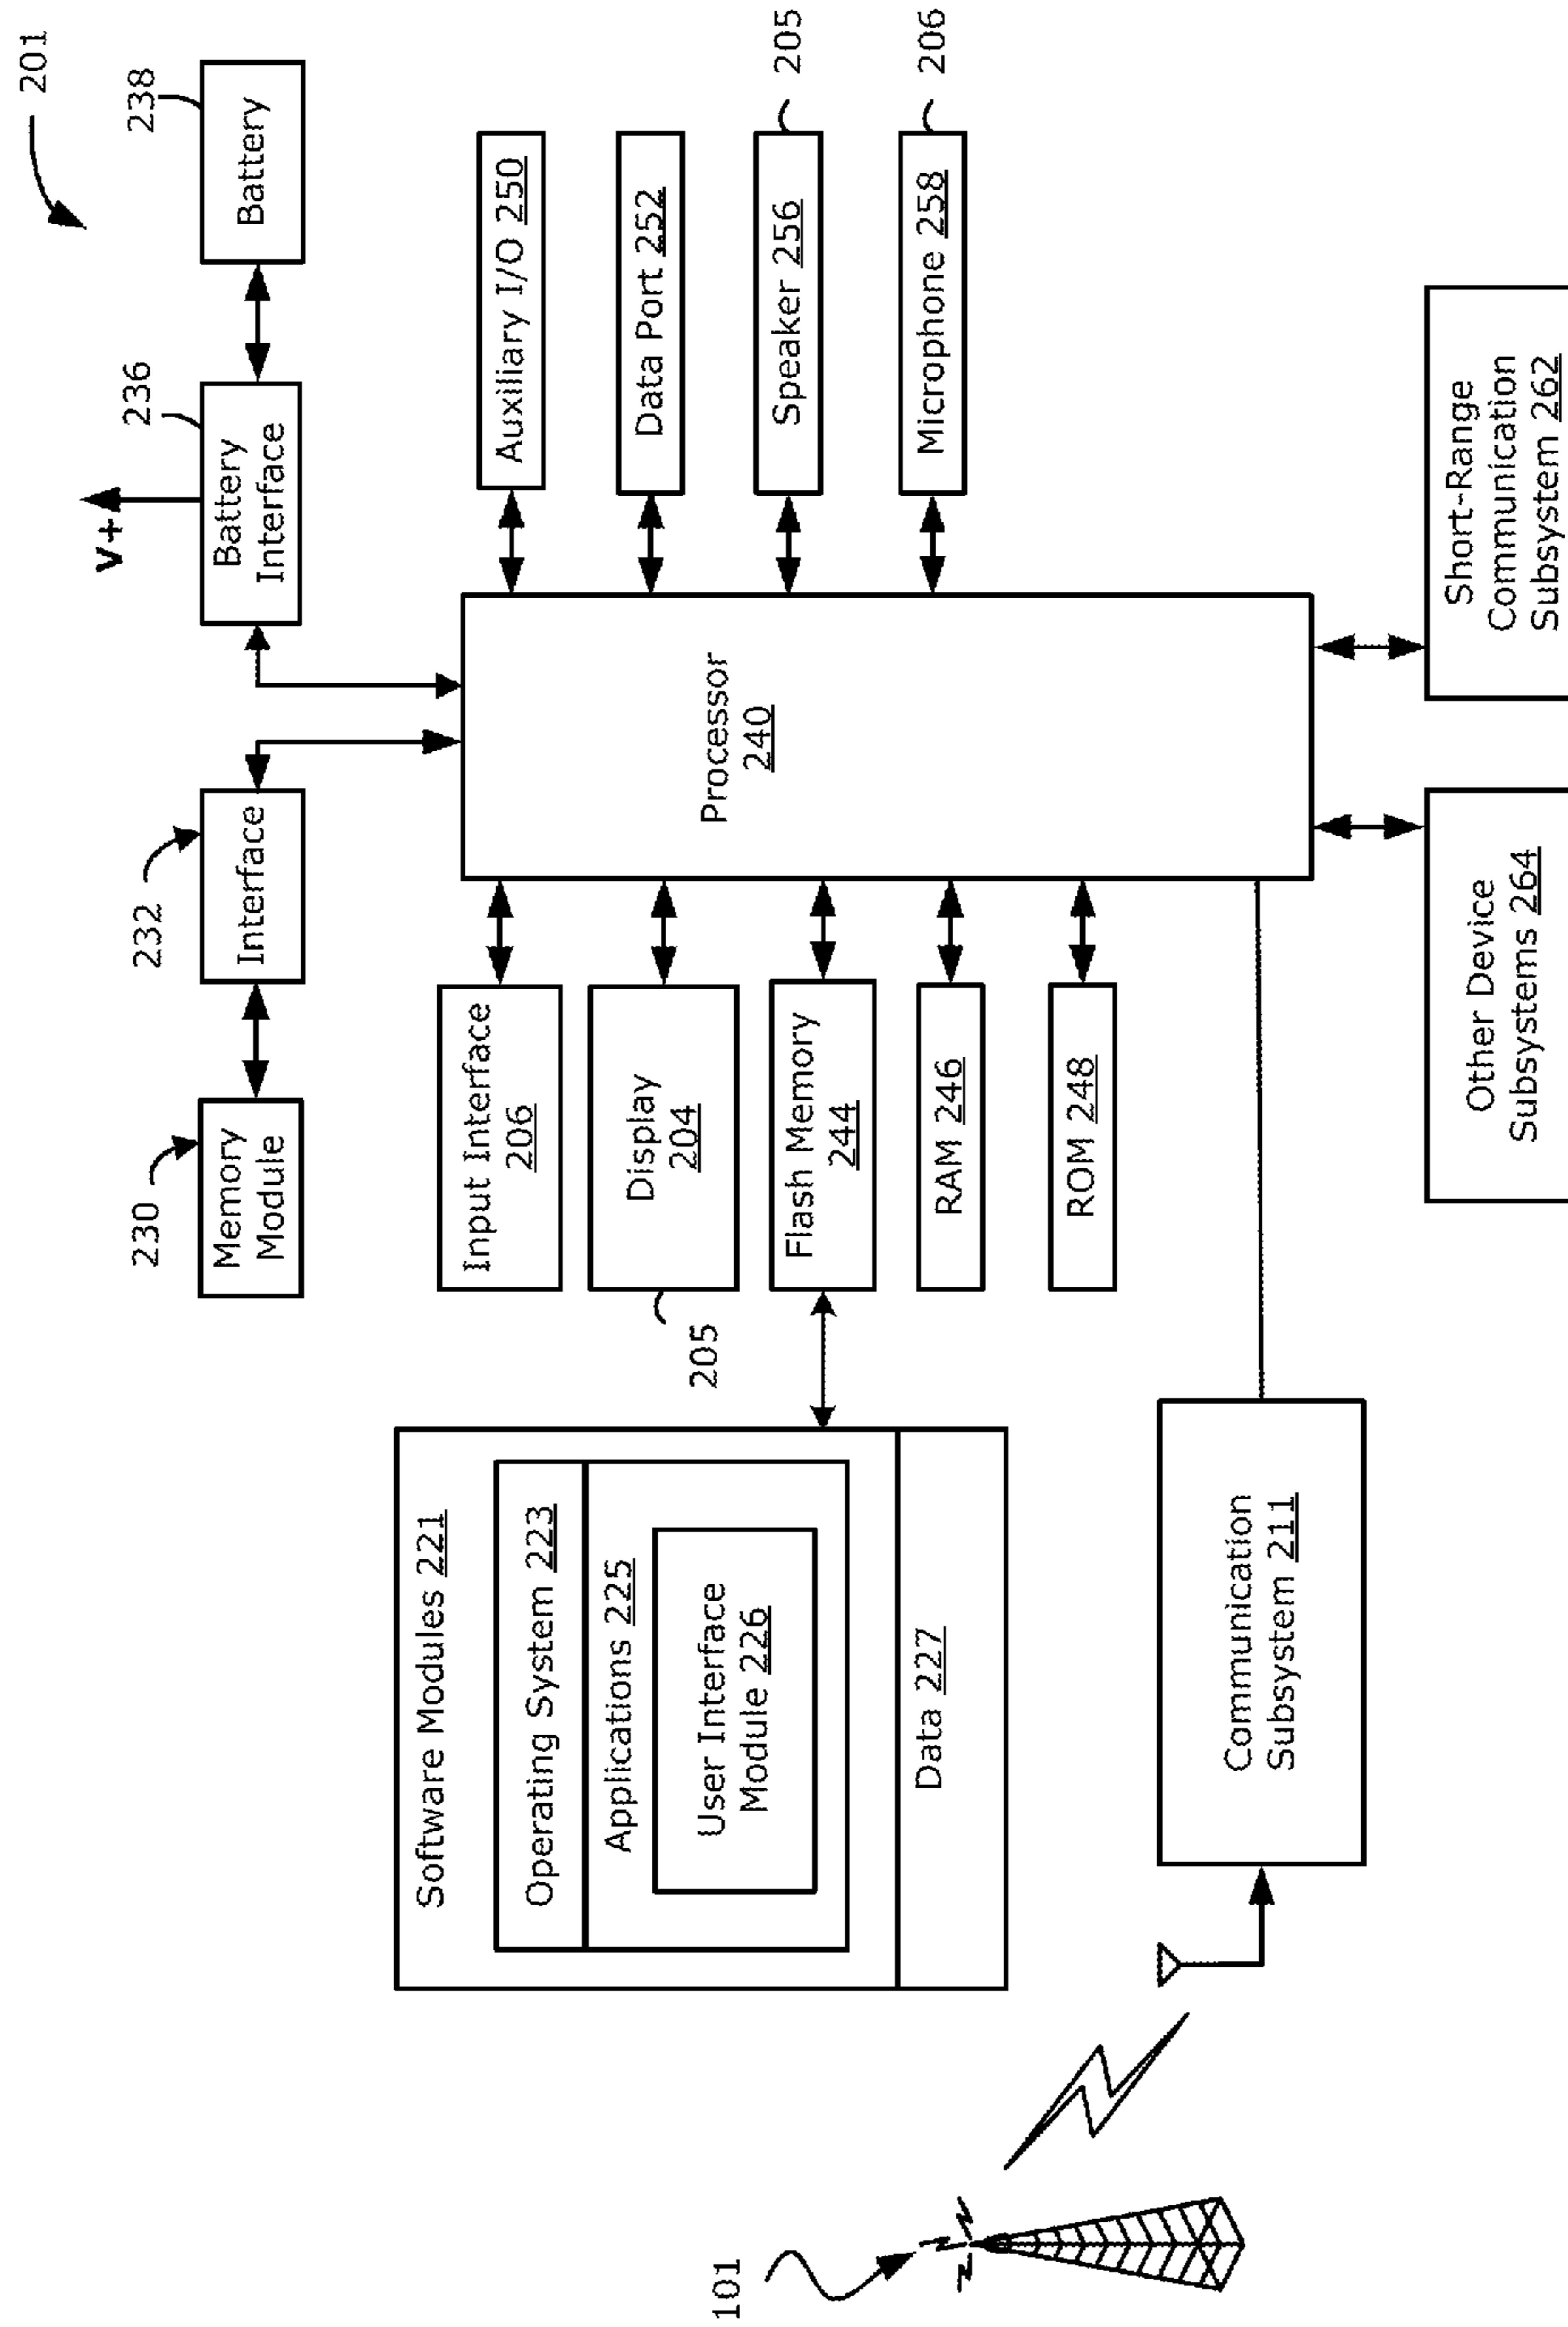 201
230
Memory
Module
232
Interface
V+
236
Battery
Interface
238
Battery
Software Modules 221
Operating System 223
Applications 225
User Interface
Module 226
Data 227
Input Interface
206
Display
204
205
Flash Memory
244
RAM 246
ROM 248
Processor
240
Auxiliary I/O 250
Data Port 252
Speaker 256
205
Microphone 258
206
101
Communication
Subsystem 211
Other Device
Subsystems 264
Short-Range
Communication
Subsystem 262